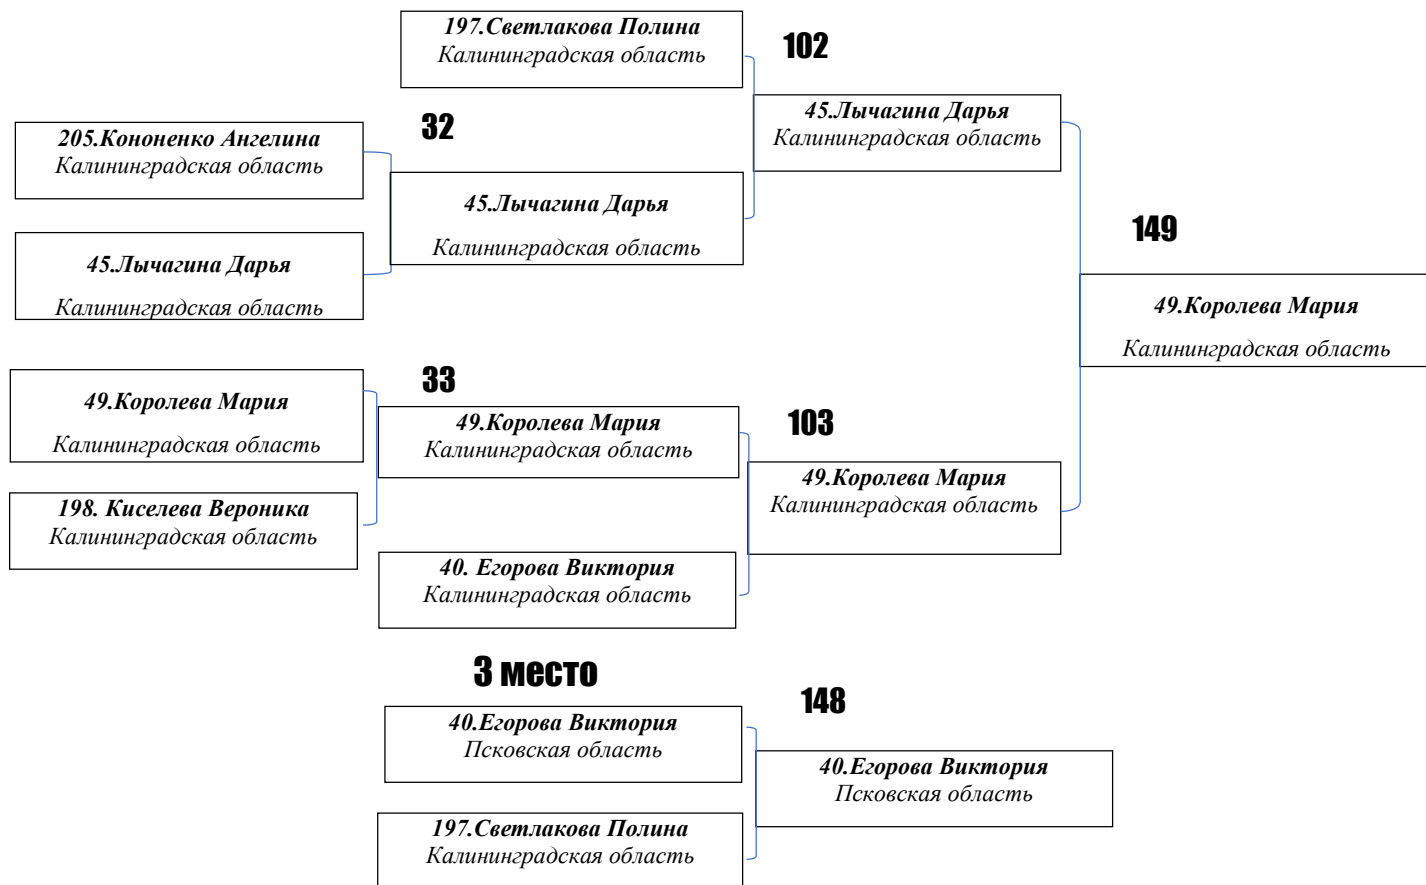 197.Светлакова Полина
Калининградская область
102
45.Лычагина Дарья
Калининградская область
32
205.Кононенко Ангелина
Калининградская область
45.Лычагина Дарья
Калининградская область
149
45.Лычагина Дарья
Калининградская область
49.Королева Мария
Калининградская область
33
49.Королева Мария
Калининградская область
49.Королева Мария
Калининградская область
103
49.Королева Мария
Калининградская область
198. Киселева Вероника
Калининградская область
40. Егорова Виктория
Калининградская область
3 место
148
40.Егорова Виктория
Псковская область
40.Егорова Виктория
Псковская область
197.Светлакова Полина
Калининградская область